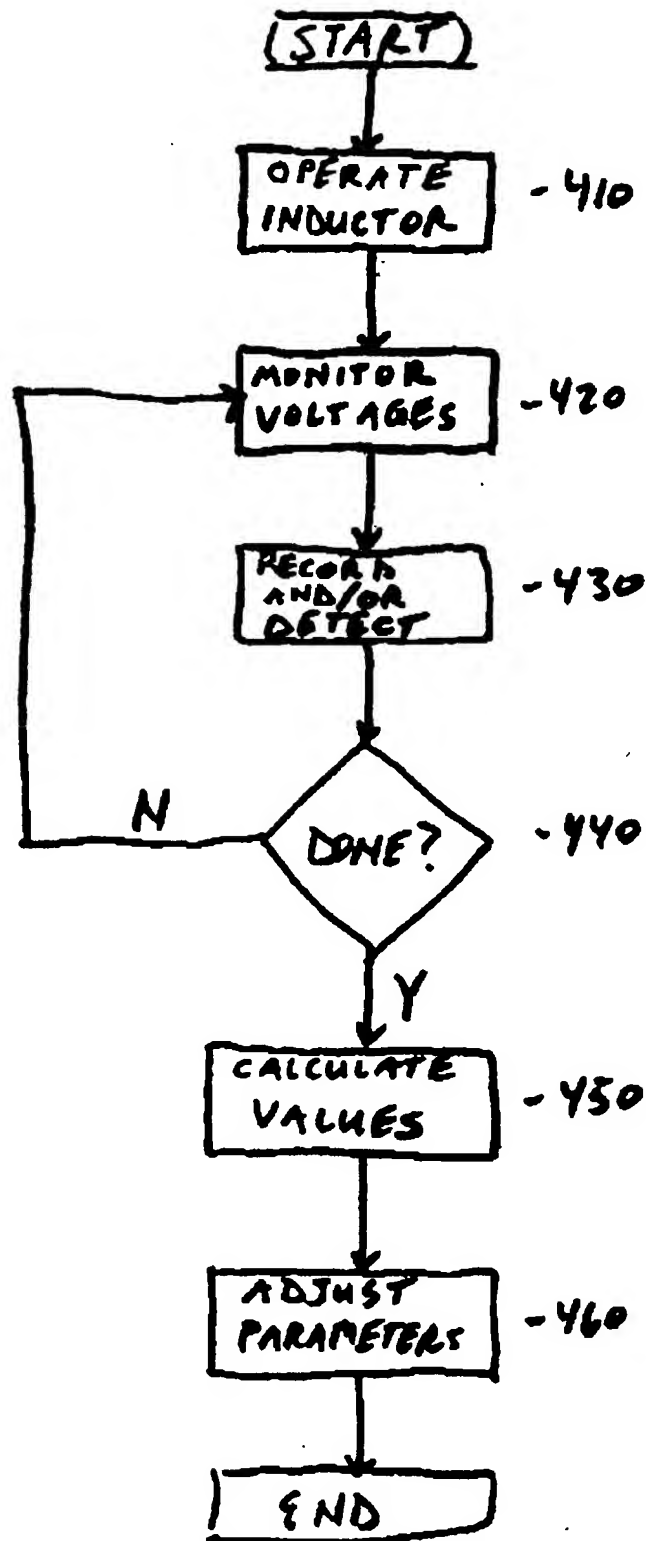 START
OPERATE
INDUCTOR
-410
MONITOR
VOLTAGES
-420
RECORD
AND/OR
DETECT
-430
N
DONE?
-440
Y
CALCULATE
VALUES
-450
ADJUST
PARAMETERS
-460
END